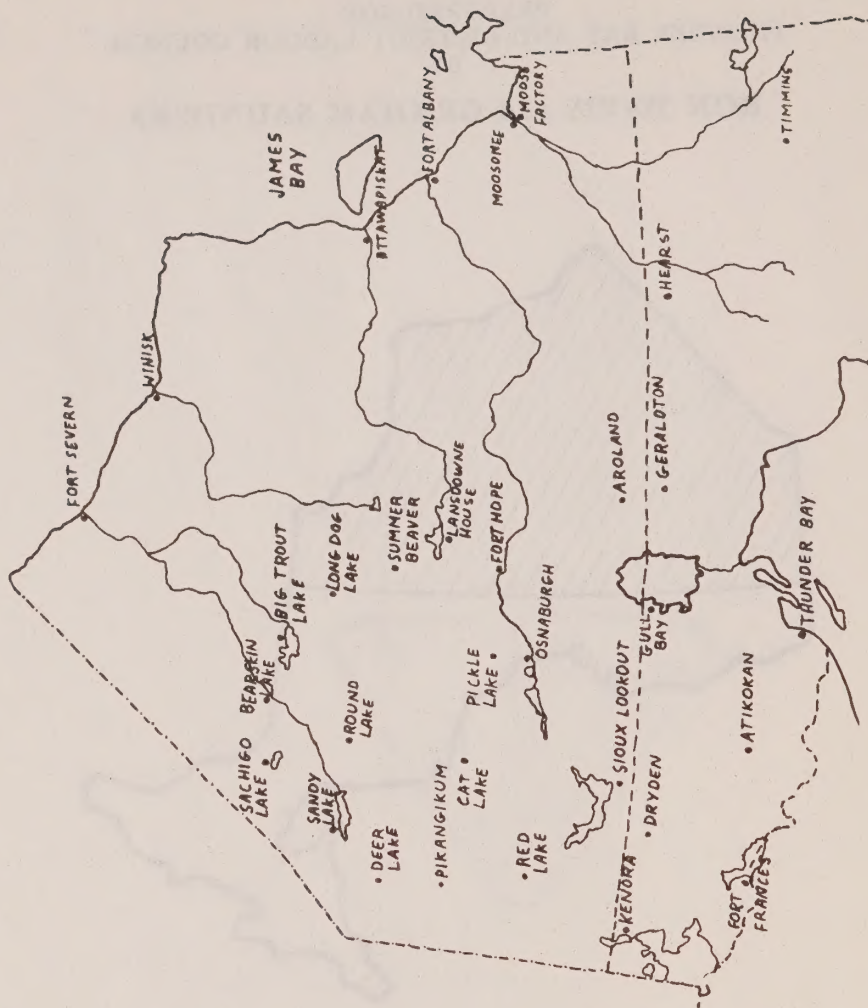 FORT SEVERN
WINISK
JAMES
BAY
ATTAWAPISKAT
FORT ALBANY
MOOSONEE
MOOSE
FACTORY
SACHIGO
LAKE
BEARSKIN
LAKE
BIG TROUT
LAKE
SANDY
LAKE
ROUND
LAKE
LONG DOG
LAKE
SUMMER
BEAVER
LANSDOWNE
HOUSE
DEER
LAKE
PIKANGIKUM
CAT
LAKE
PICKLE
LAKE
FORT HOPE
OSNABURGH
RED
LAKE
KENORA
SIOUX LOOKOUT
DRYDEN
GULL
BAY
AROLAND
GERALDTON
HEARST
TIMMINS
FORT
FRANCES
ATIKOKAN
THUNDER BAY